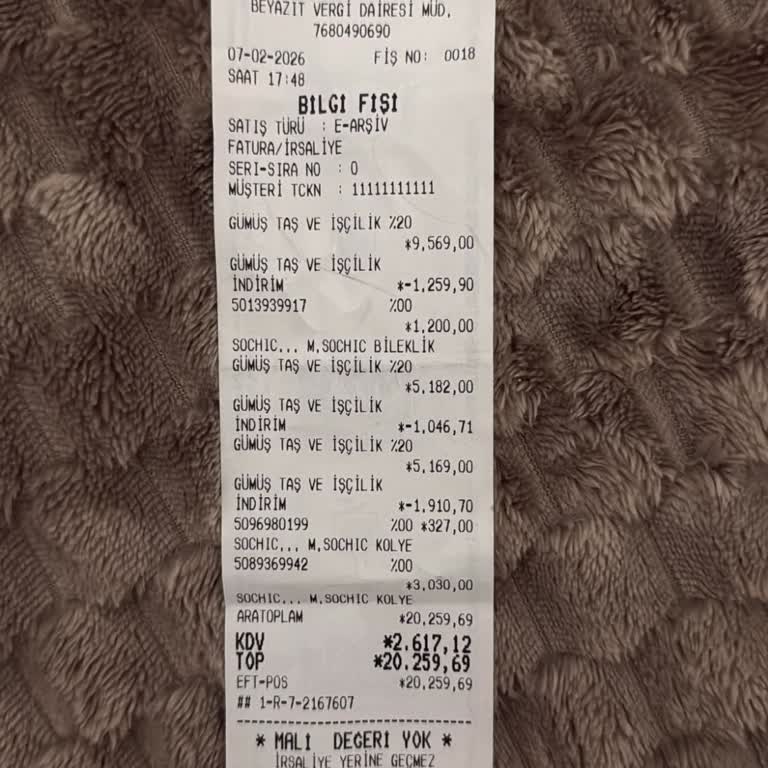 BEYAZIT VERGİ DAİRESİ MÜD.
7680490690
07-02-2026 FİŞ NO: 0018
SAAT 17:48
BİLGİ FİŞİ
SATIŞ TÜRÜ : E-ARŞİV
FATURA/İRSALİYE
SERI-SIRA NO : 0
MÜŞTERİ TCKN : 11111111111
GÜMÜŞ TAŞ VE İŞÇİLİK %20
*9,569,00
GÜMÜŞ TAŞ VE İŞÇİLİK
İNDİRİM *-1,259,90
5013939917 %00
*1,200,00
SOCHIC... M.SOCHIC BİLEKLİK
GÜMÜŞ TAŞ VE İŞÇİLİK %20
*5,182,00
GÜMÜŞ TAŞ VE İŞÇİLİK
İNDİRİM *-1,046,71
GÜMÜŞ TAŞ VE İŞÇİLİK %20
*5,169,00
GÜMÜŞ TAŞ VE İŞÇİLİK
İNDİRİM *-1,910,70
5096980199 %00 *327,00
SOCHIC... M.SOCHIC KOLYE
5089369942 %00
*3,030,00
SOCHIC... M.SOCHIC KOLYE
ARATOPLAM *20,259,69
KDV *2.617,12
TOP *20.259,69
EFT-POS *20,259,69
## 1-R-7-2167607
* MALİ DEĞERİ YOK *
İRSALİYE YERİNE GEÇMEZ